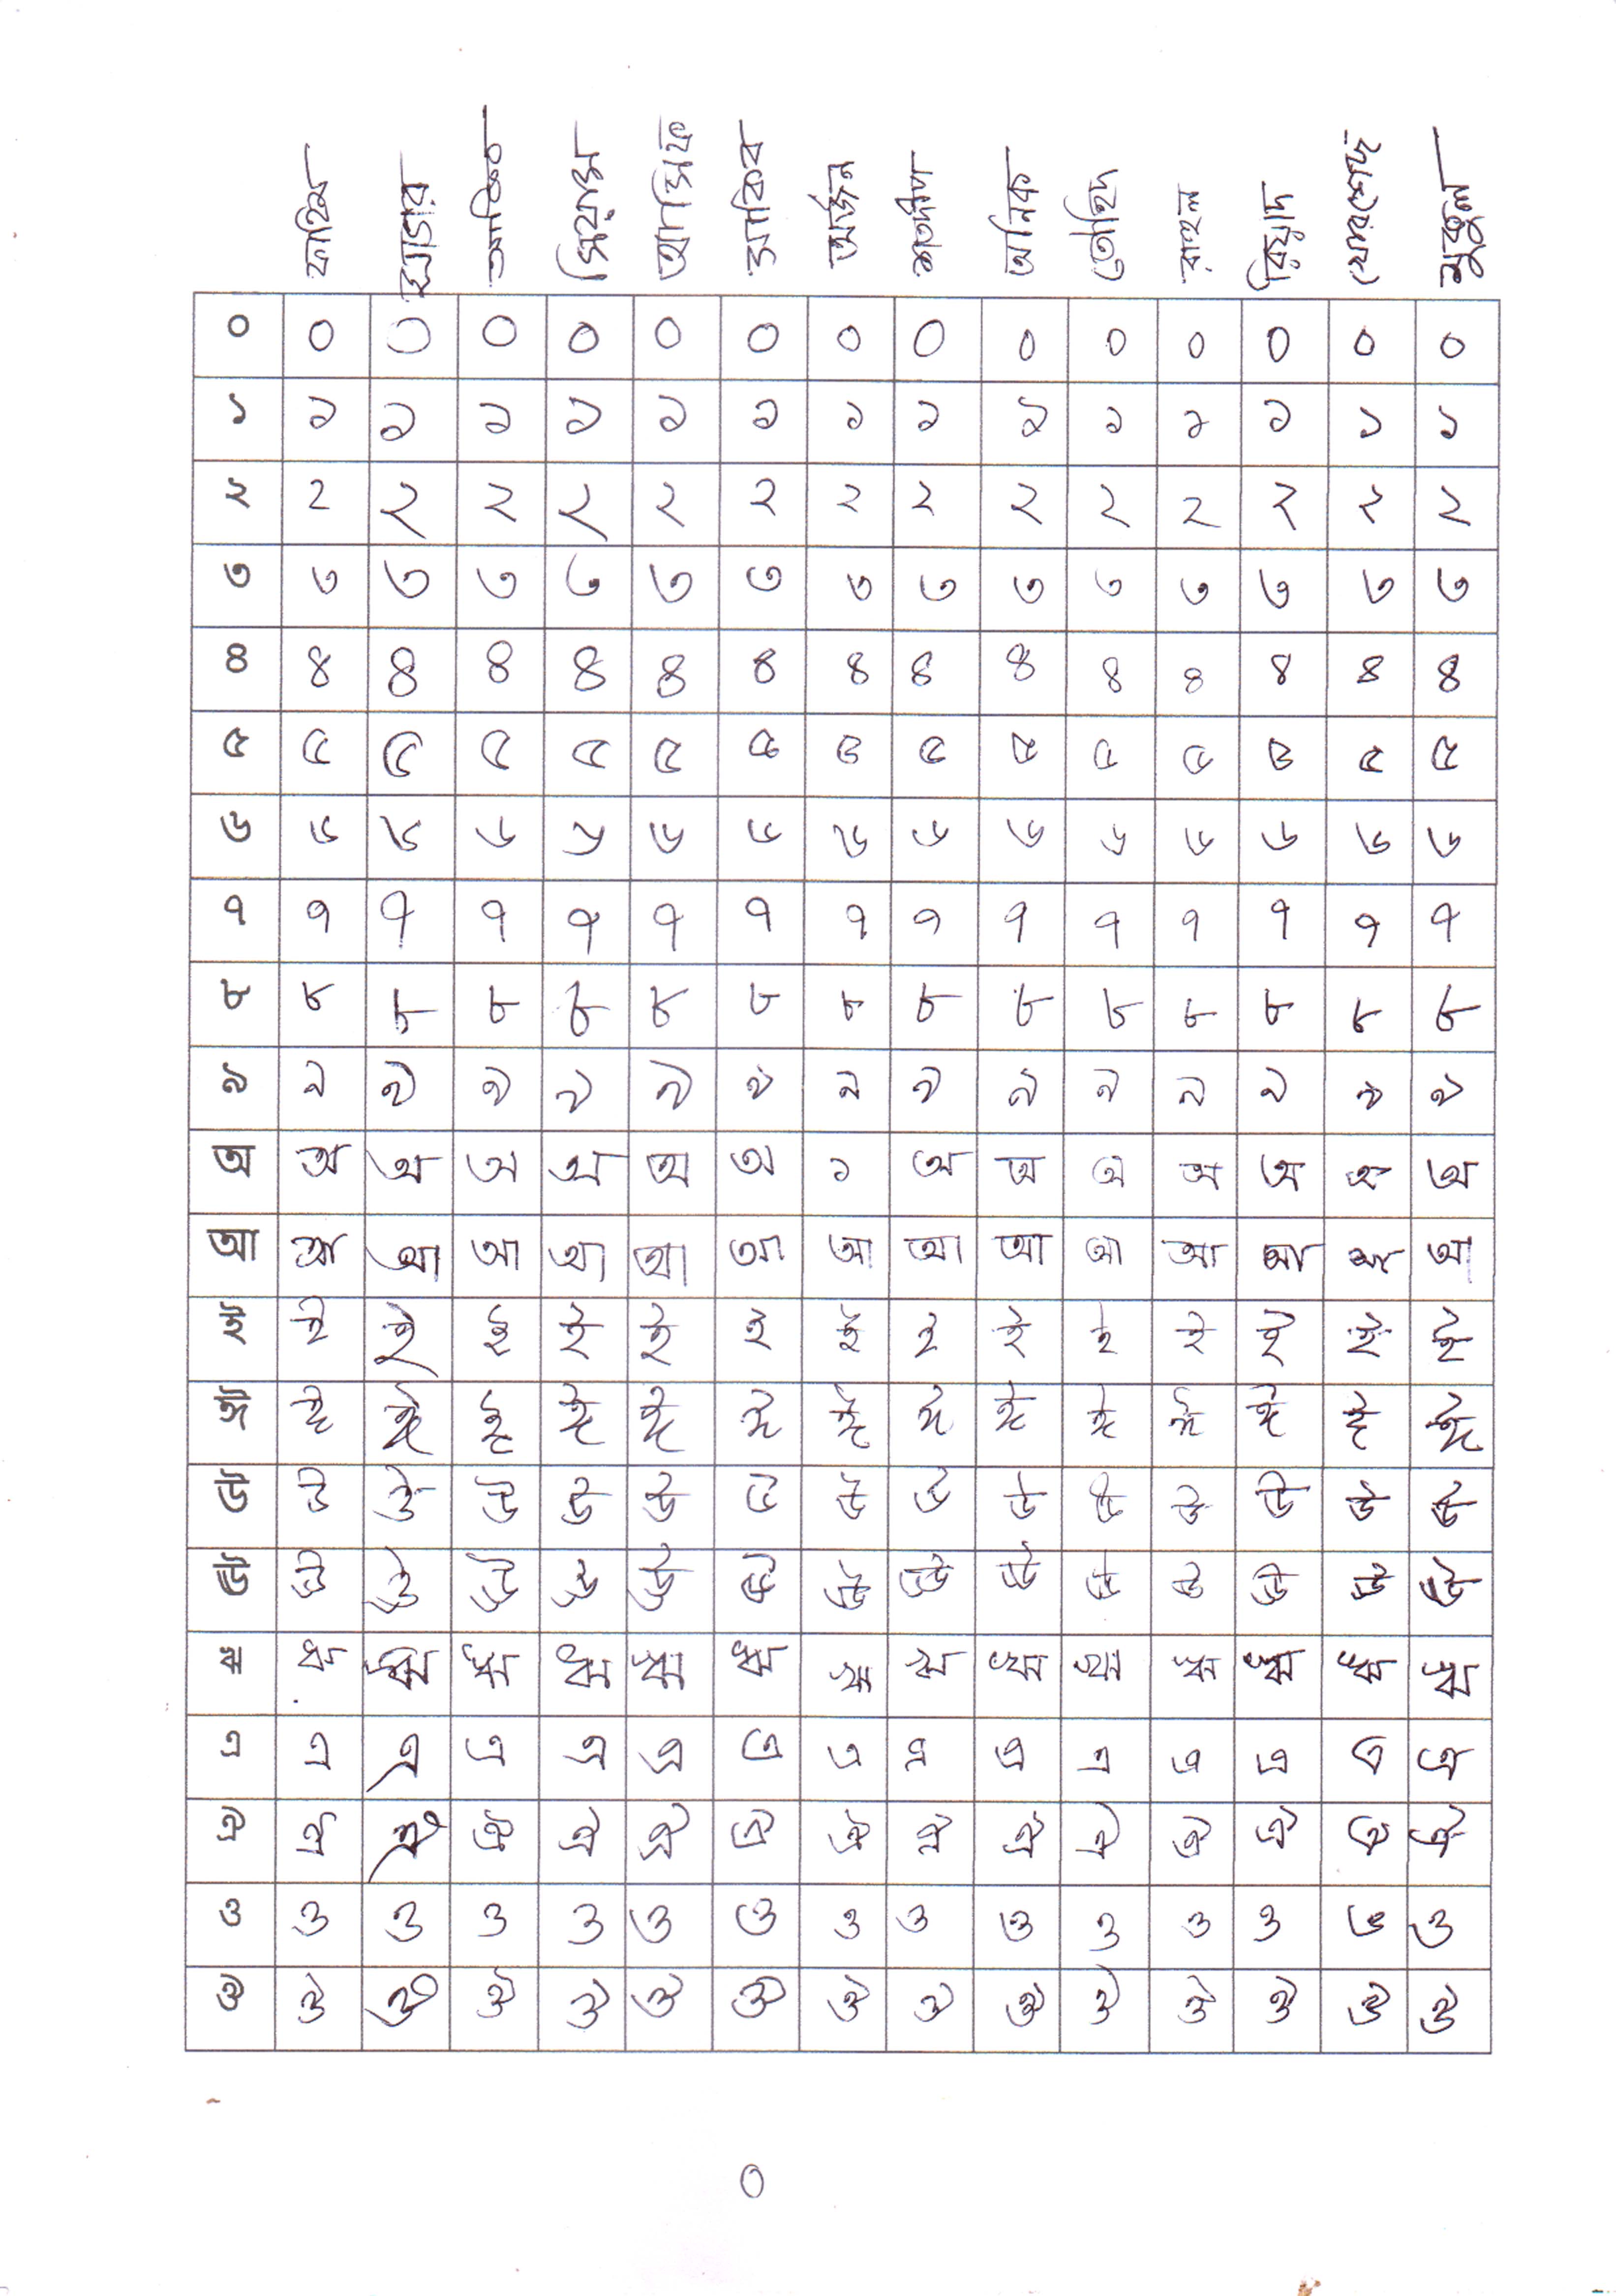 ফাহিম সিয়াম আসিফ সাকিব অর্জন অনিক তৌহিদ রাহুল রিয়াদ মুকুল
০ ০ ০ ০ ০ ০ ০ ০ ০ ০ ০ ০ ০ ০ ০
১ ১ ১ ১ ১ ১ ১ ১ ১ ১ ১ ১ ১ ১ ১
২ ২ ২ ২ ২ ২ ২ ২ ২ ২ ২ ২ ২ ২ ২
৩ ৩ ৩ ৩ ৩ ৩ ৩ ৩ ৩ ৩ ৩ ৩ ৩ ৩ ৩
৪ ৪ ৪ ৪ ৪ ৪ ৪ ৪ ৪ ৪ ৪ ৪ ৪ ৪ ৪
৫ ৫ ৫ ৫ ৫ ৫ ৫ ৫ ৫ ৫ ৫ ৫ ৫ ৫ ৫
৬ ৬ ৬ ৬ ৬ ৬ ৬ ৬ ৬ ৬ ৬ ৬ ৬ ৬ ৬
৭ ৭ ৭ ৭ ৭ ৭ ৭ ৭ ৭ ৭ ৭ ৭ ৭ ৭ ৭
৮ ৮ ৮ ৮ ৮ ৮ ৮ ৮ ৮ ৮ ৮ ৮ ৮ ৮ ৮
৯ ৯ ৯ ৯ ৯ ৯ ৯ ৯ ৯ ৯ ৯ ৯ ৯ ৯ ৯
অ অ অ অ অ অ অ ১ অ অ অ অ অ অ অ
আ আ আ আ আ আ আ আ আ আ আ আ আ আ আ
ই ই ই ই ই ই ই ই ই ই ই ই ই ই ই
ঈ ঈ ঈ ঈ ঈ ঈ ঈ ঈ ঈ ঈ ঈ ঈ ঈ ঈ ঈ
উ উ উ উ উ উ উ উ উ উ উ উ উ উ উ
ঊ ঊ ঊ ঊ ঊ ঊ ঊ ঊ ঊ ঊ ঊ ঊ ঊ ঊ ঊ
ঋ ঋ ঋ ঋ ঋ ঋ ঋ ঋ ঋ ঋ ঋ ঋ ঋ ঋ ঋ
এ এ এ এ এ এ এ এ এ এ এ এ এ এ এ
ঐ ঐ ঐ ঐ ঐ ঐ ঐ ঐ ঐ ঐ ঐ ঐ ঐ ঐ ঐ
ও ও ও ও ও ও ও ও ও ও ও ও ও ও ও
ঔ ঔ ঔ ঔ ঔ ঔ ঔ ঔ ঔ ঔ ঔ ঔ ঔ ঔ ঔ
0